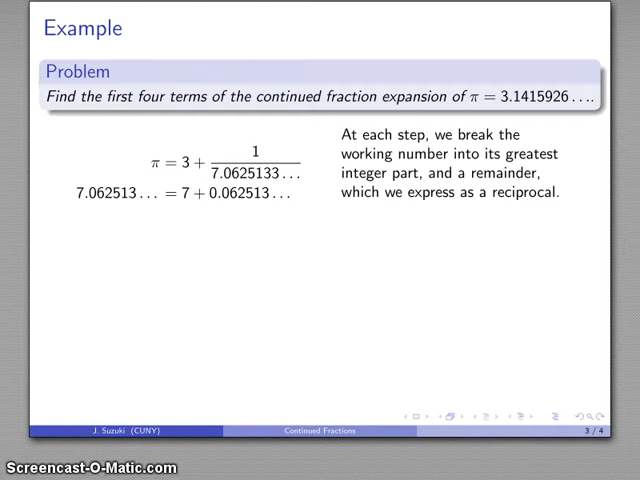 Example
Problem
Find the first four terms of the continued fraction expansion of π = 3.1415926 . . . .
π = 3 + 1 / 7.0625133 . . .
7.062513 . . . = 7 + 0.062513 . . .
At each step, we break the
working number into its greatest
integer part, and a remainder,
which we express as a reciprocal.
J. Suzuki (CUNY)
Continued Fractions
3 / 4
Screencast-O-Matic.com